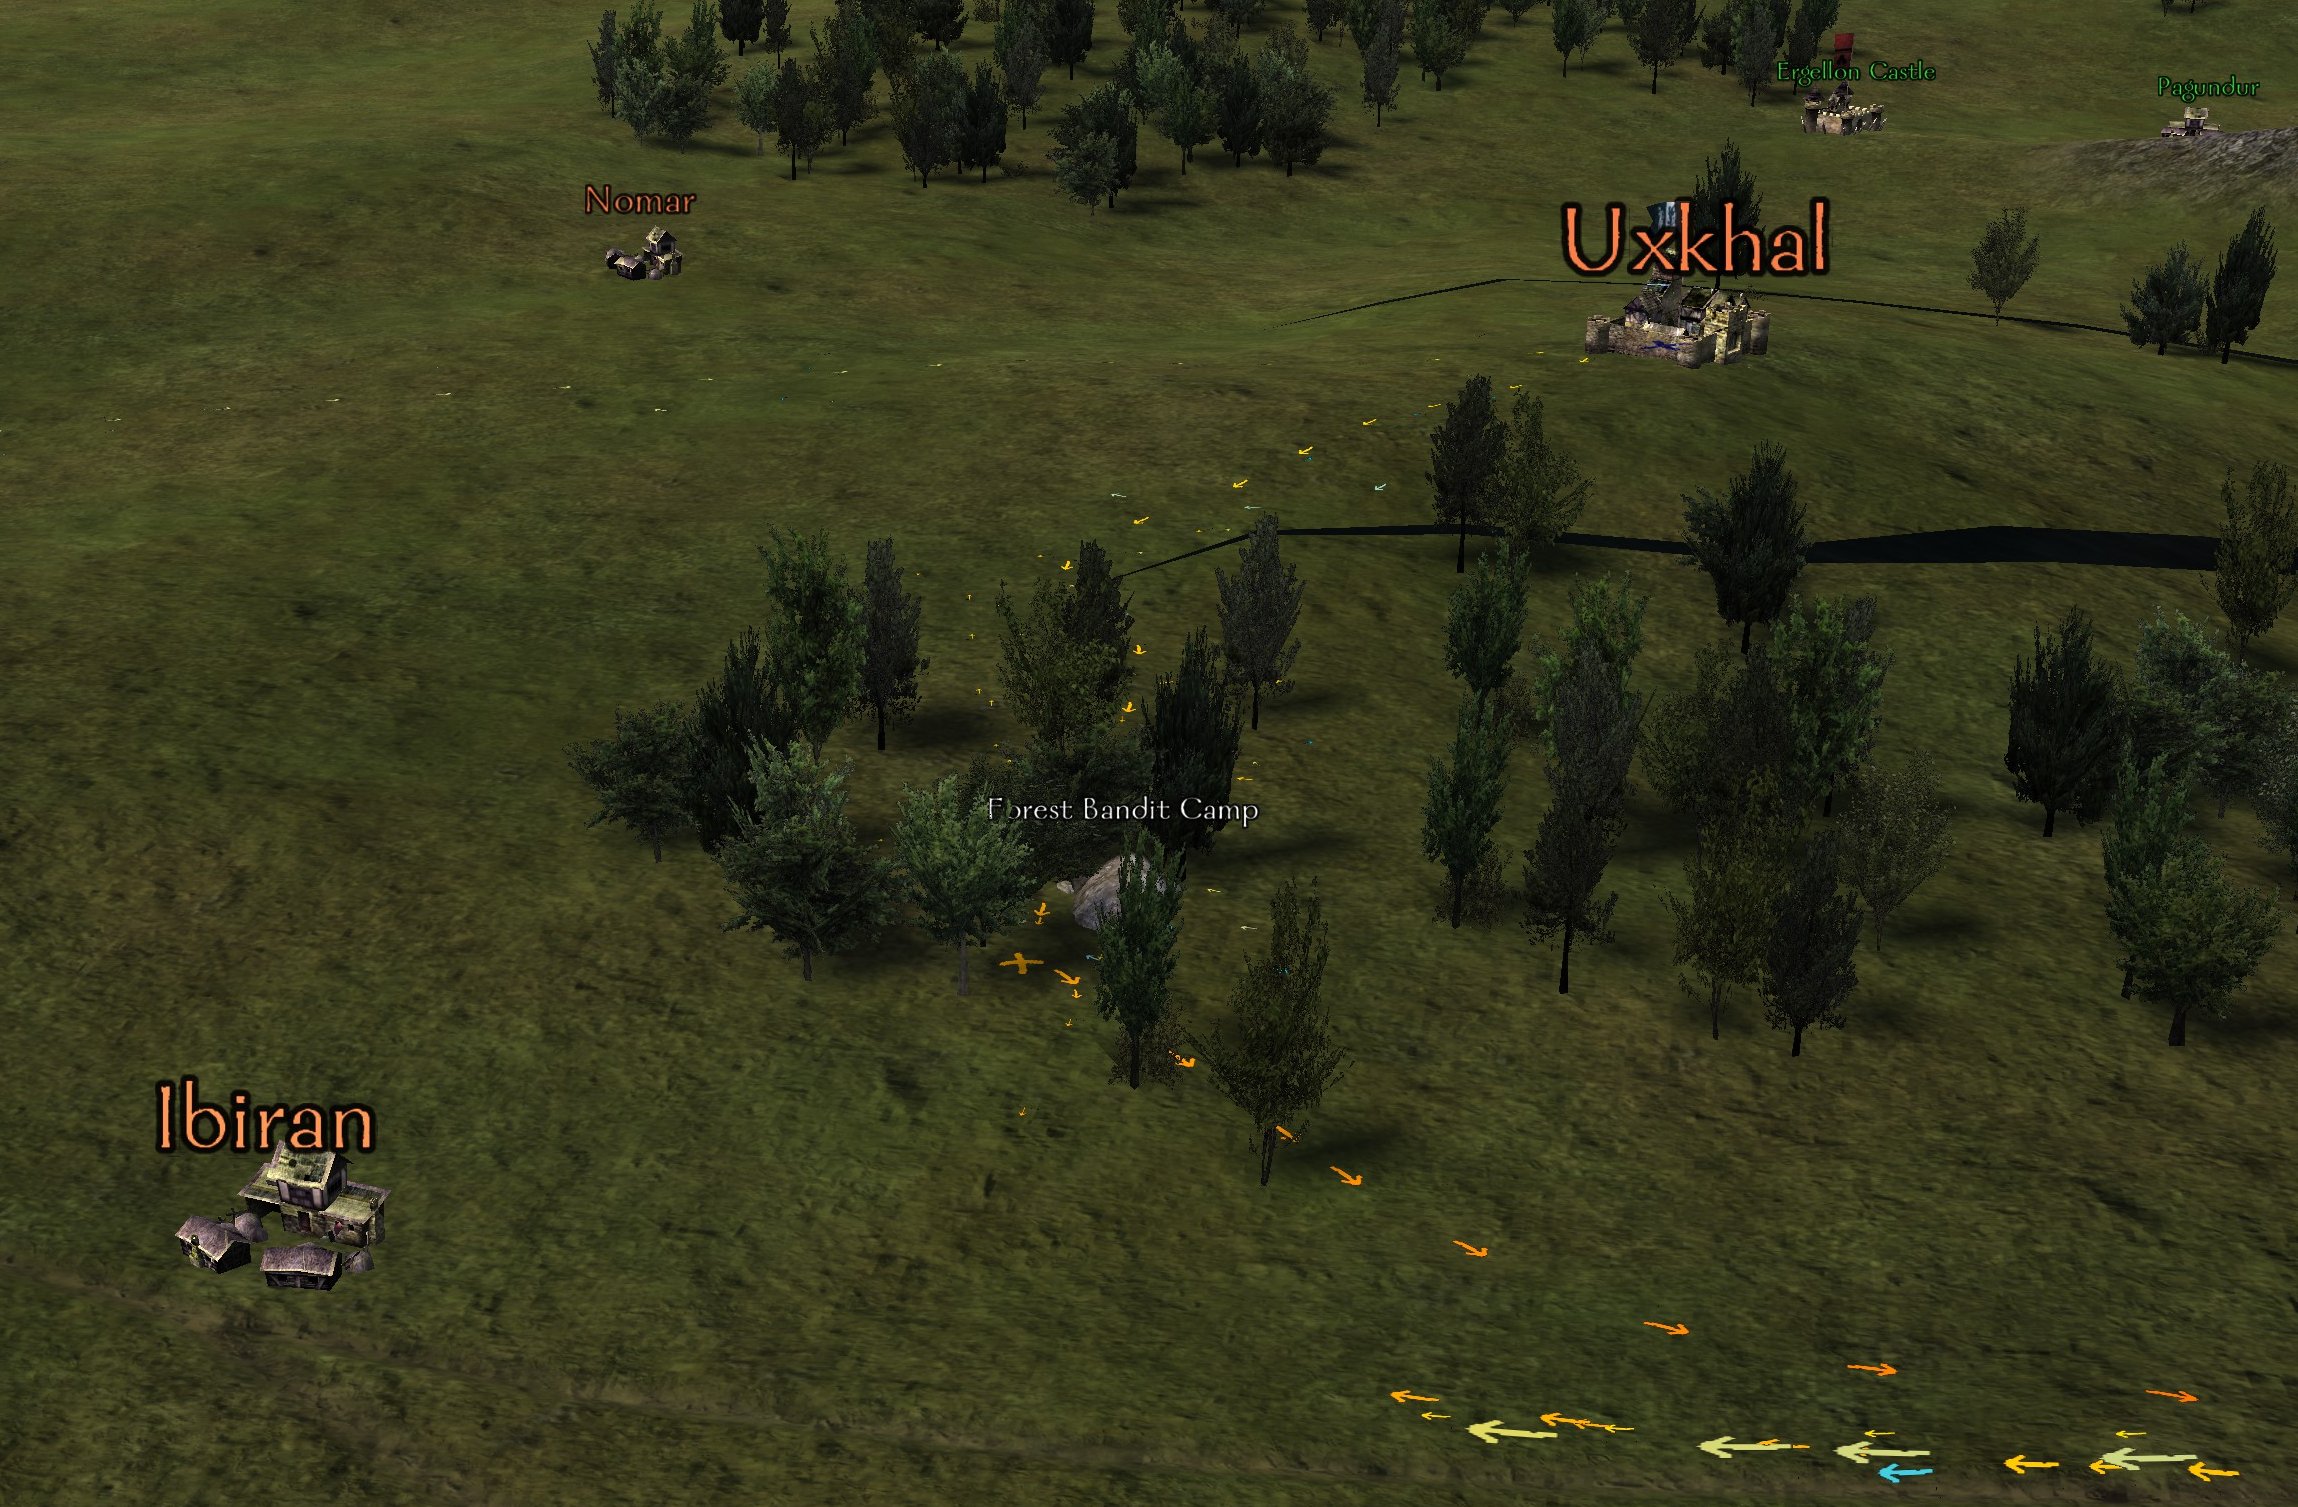 Ergellon Castle
Pagundur
Nomar
Uxkhal
Forest Bandit Camp
Ibiran